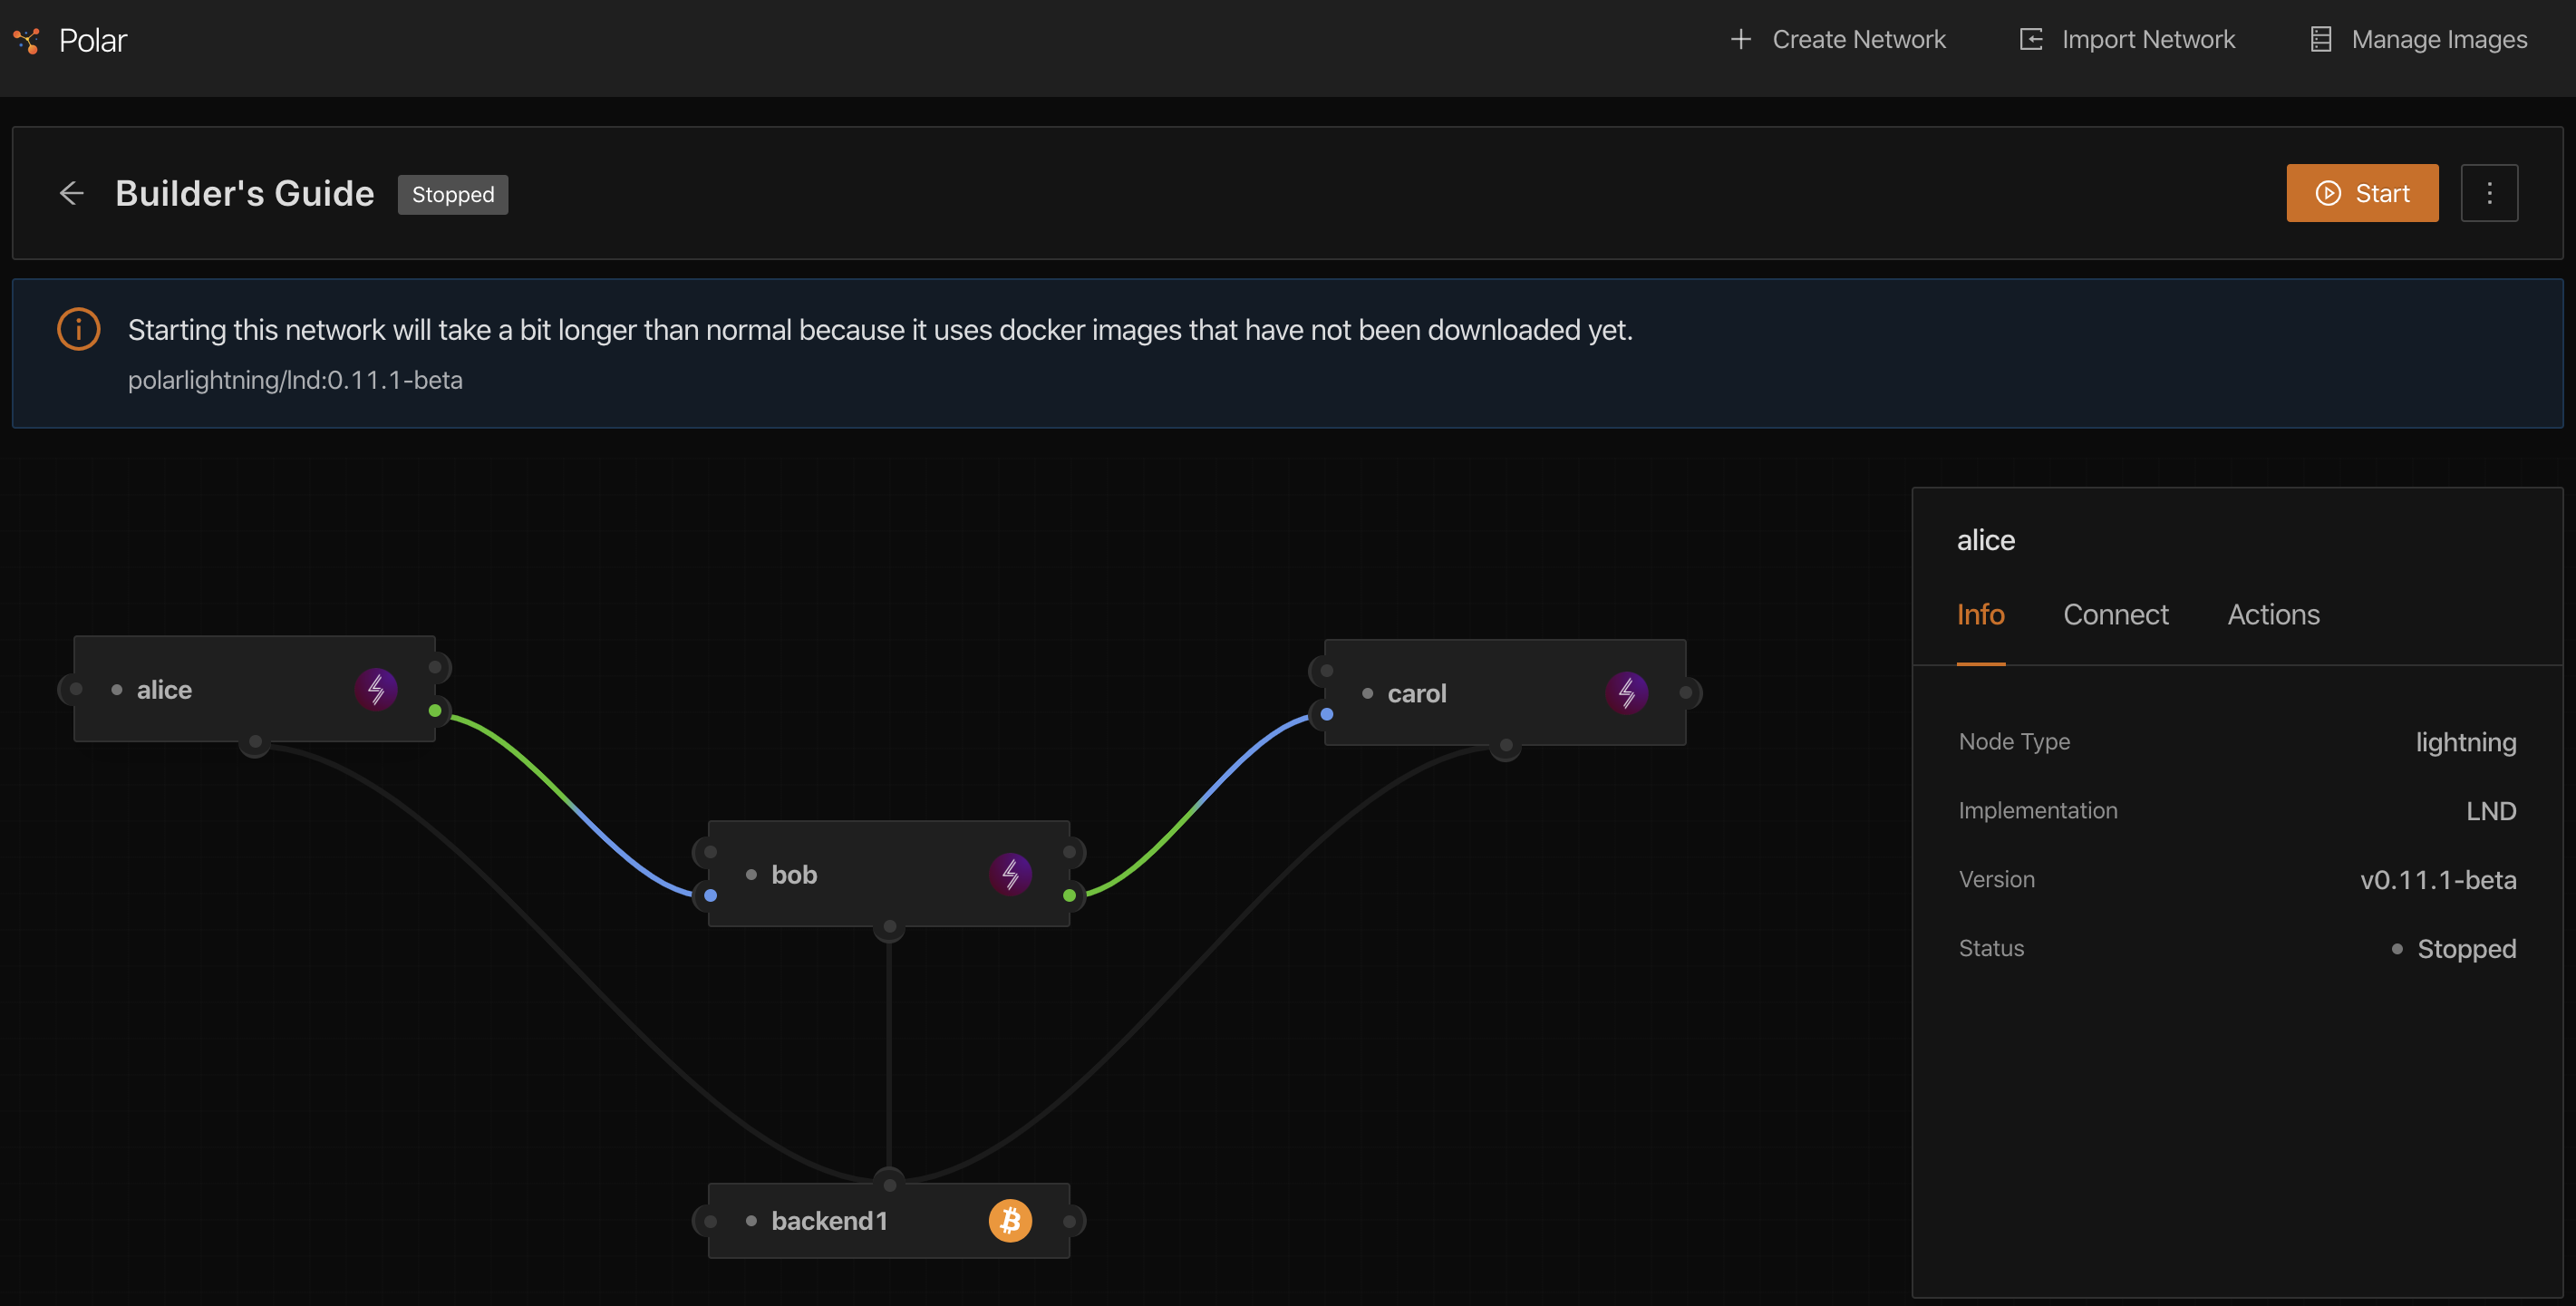 Polar
Create Network
Import Network
Manage Images
Builder's Guide
Stopped
Start
Starting this network will take a bit longer than normal because it uses docker images that have not been downloaded yet.
polarlightning/lnd:0.11.1-beta
alice
carol
bob
backend1
alice
Info
Connect
Actions
Node Type
lightning
Implementation
LND
Version
v0.11.1-beta
Status
Stopped